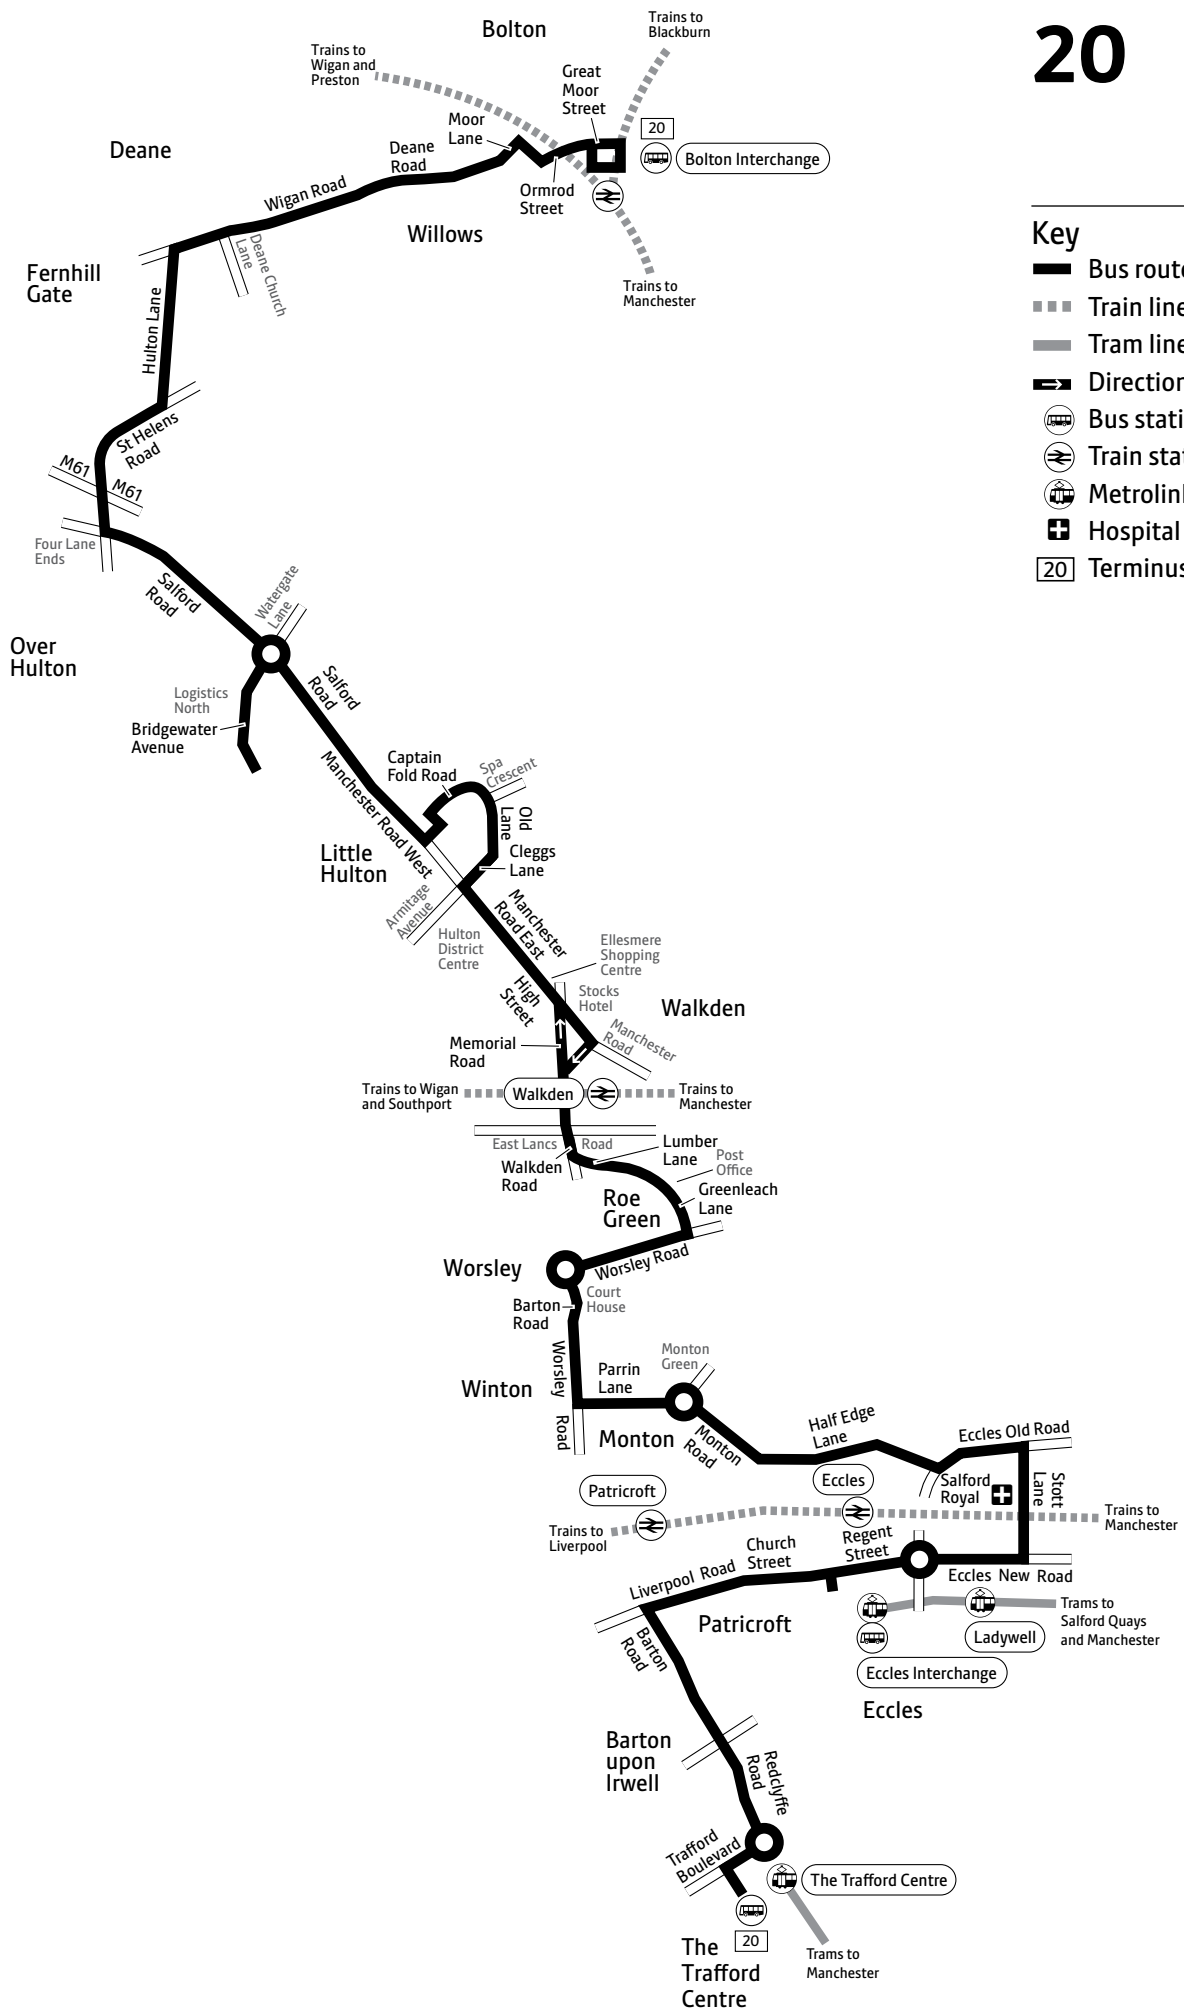 20
Bolton
Trains to
Blackburn
Trains to
Wigan and
Preston
Great
Moor
Street
Moor
Lane
20
Bolton Interchange
Deane
Deane
Road
Ormrod
Street
Wigan Road
Willows
Deane Church
Lane
Trains to
Manchester
Key
Bus route
Train line
Tram line
Direction
Bus stati
Train sta
Metrolink
Hospital
20 Terminus
Fernhill
Gate
Hulton Lane
St Helens
Road
M61
M61
Four Lane
Ends
Salford
Road
Watergate
Lane
Over
Hulton
Salford
Road
Logistics
North
Bridgewater
Avenue
Manchester Road West
Captain
Fold Road
Spa
Crescent
Old
Lane
Little
Hulton
Cleggs
Lane
Armitage
Avenue
Hulton
District
Centre
Manchester
Road East
Ellesmere
Shopping
Centre
High
Street
Stocks
Hotel
Walkden
Memorial
Road
Manchester
Road
Trains to Wigan
and Southport
Walkden
Trains to
Manchester
East Lancs Road
Lumber
Lane
Walkden
Road
Post
Office
Roe
Green
Greenleach
Lane
Worsley
Worsley Road
Court
House
Barton
Road
Worsley
Road
Winton
Parrin
Lane
Monton
Green
Monton
Monton
Road
Half Edge
Lane
Eccles Old Road
Patricroft
Eccles
Salford
Royal
Stott
Lane
Trains to
Liverpool
Trains to
Manchester
Church
Street
Regent
Street
Liverpool Road
Eccles New Road
Patricroft
Trams to
Salford Quays
and Manchester
Ladywell
Eccles Interchange
Eccles
Barton
Road
Barton
upon
Irwell
Redclyffe
Road
Trafford
Boulevard
The Trafford Centre
20
The
Trafford
Centre
Trams to
Manchester